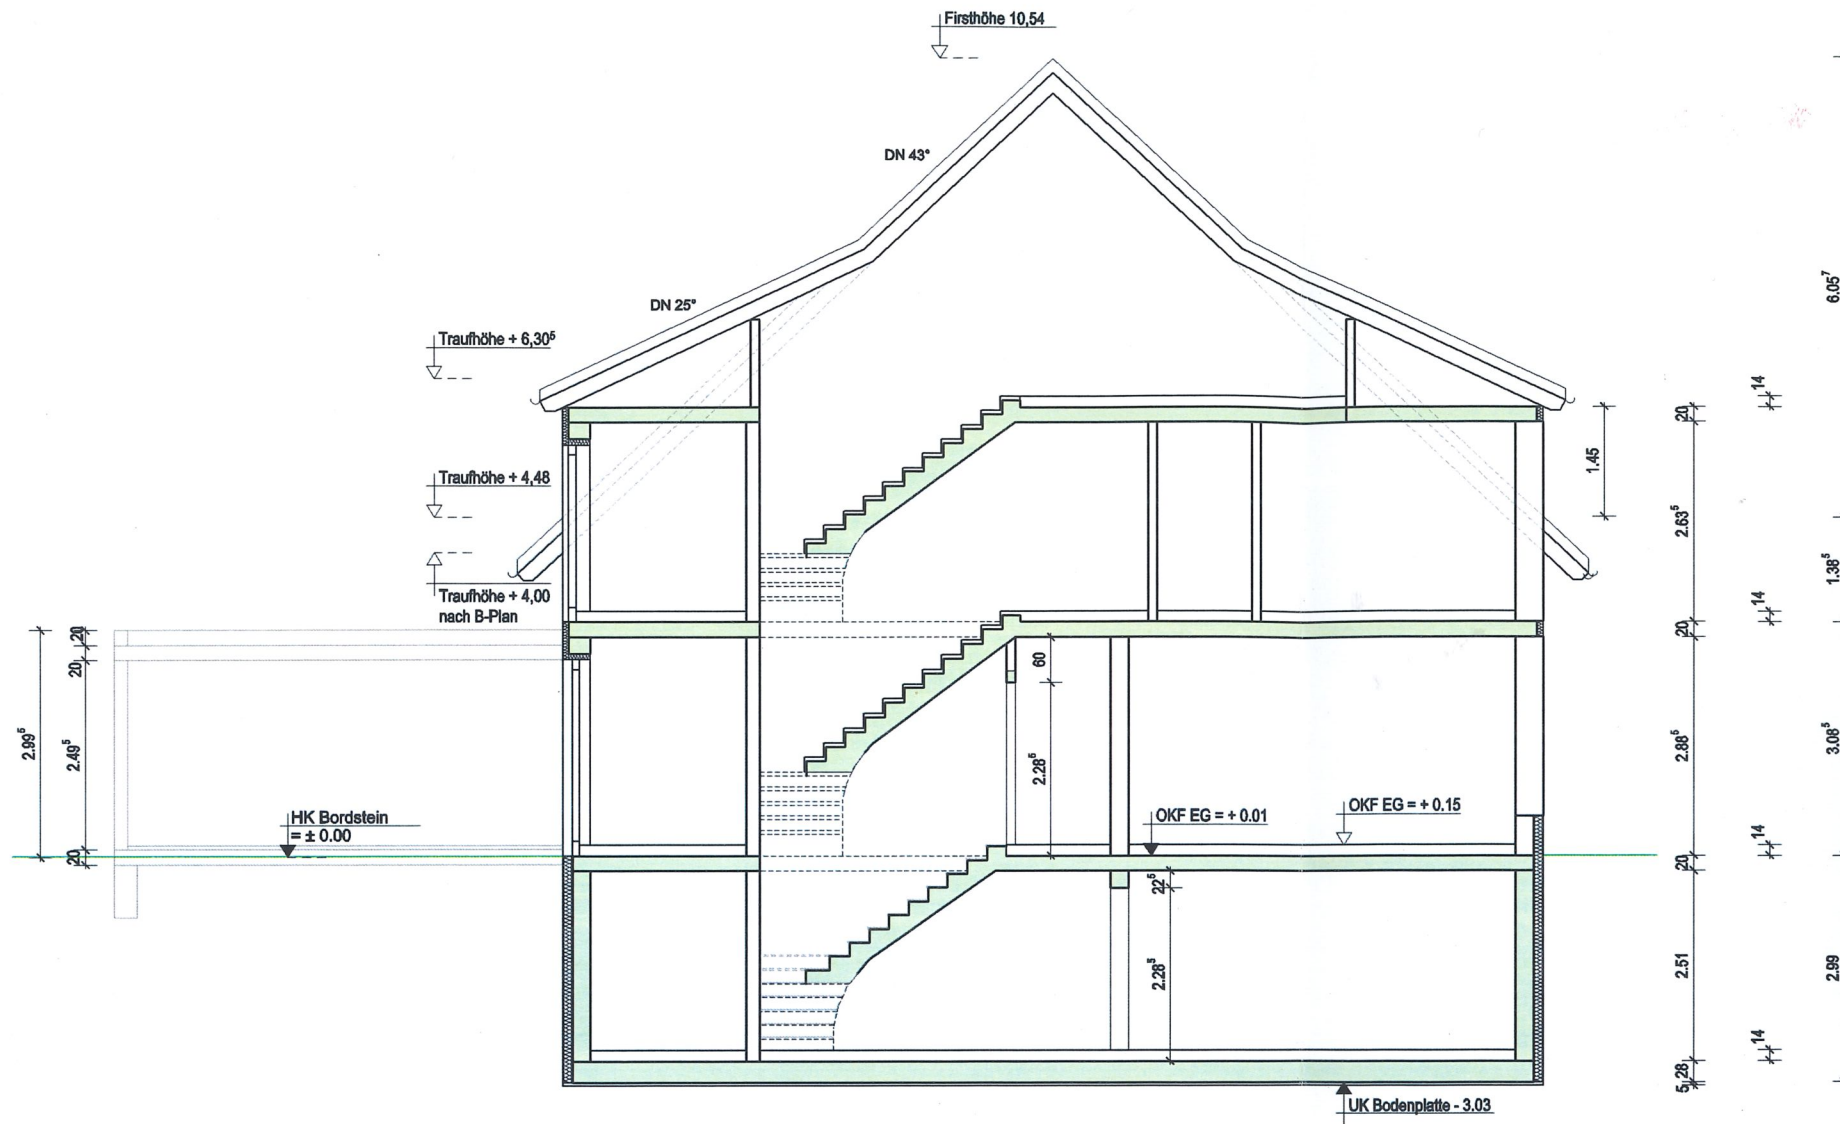 Firsthöhe 10,54
DN 43°
DN 25°
Traufhöhe + 6,30⁵
Traufhöhe + 4,48
Traufhöhe + 4,00
nach B-Plan
HK Bordstein
= ± 0.00
OKF EG = + 0.01
OKF EG = + 0.15
UK Bodenplatte - 3.03
2.99⁵
20
20
2.49⁵
20
60
2.28⁵
22⁵
2.28⁵
1.45
20
2.63⁵
20
2.88⁵
20
2.51
28
5
14
14
14
14
6.05⁷
1.38⁵
3.08⁵
2.99